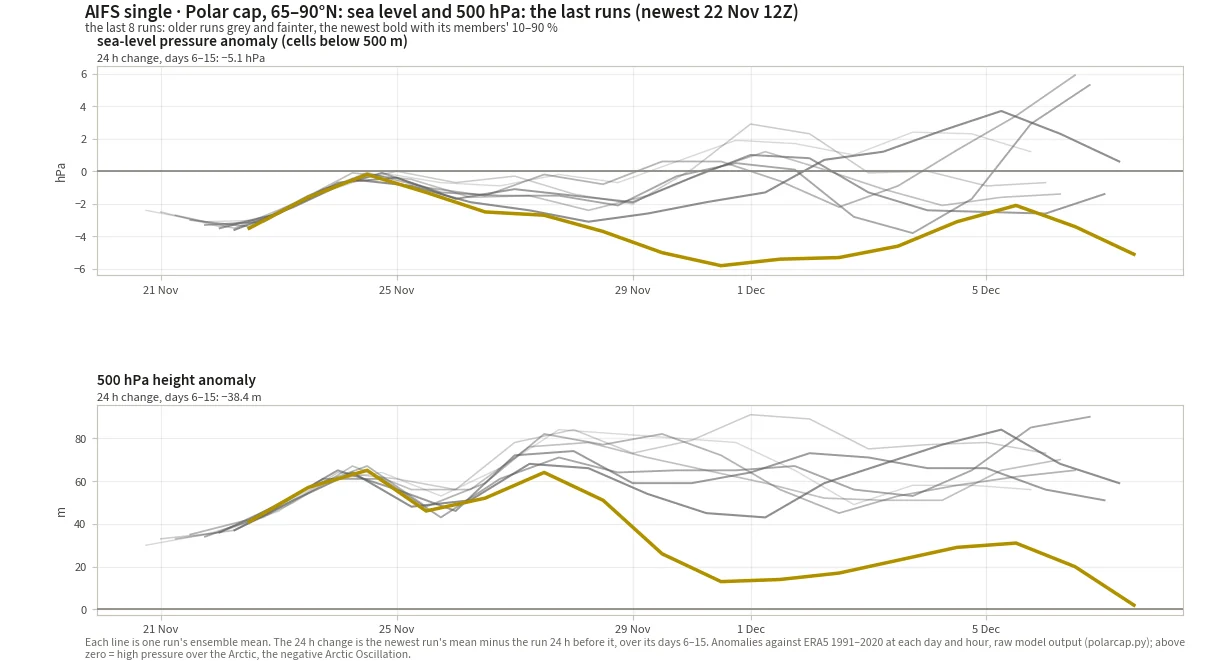 AIFS single · Polar cap, 65–90°N: sea level and 500 hPa: the last runs (newest 22 Nov 12Z)
the last 8 runs: older runs grey and fainter, the newest bold with its members' 10–90 %
sea-level pressure anomaly (cells below 500 m)
24 h change, days 6–15: −5.1 hPa
6
4
2
0
−2
−4
−6
hPa
21 Nov
25 Nov
29 Nov
1 Dec
5 Dec
500 hPa height anomaly
24 h change, days 6–15: −38.4 m
80
60
40
20
0
m
21 Nov
25 Nov
29 Nov
1 Dec
5 Dec
Each line is one run's ensemble mean. The 24 h change is the newest run's mean minus the run 24 h before it, over its days 6–15. Anomalies against ERA5 1991–2020 at each day and hour, raw model output (polarcap.py); above
zero = high pressure over the Arctic, the negative Arctic Oscillation.